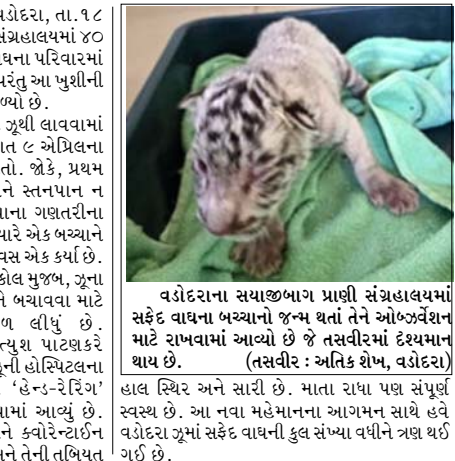 વડોદરા, તા.૧૮
સંગ્રહાલયમાં ૪૦
વાઘના પરિવારમાં
પરંતુ આ ખુશીની
ળ્યો છે.
ઝૂથી લાવવામાં
ગત ૯ એપ્રિલના
તો. જોકે, પ્રથમ
ને સ્તનપાન ન
માના ગણતરીના
યારે એક બચ્ચાને
વસ એક કર્યા છે.
કોલ મુજબ, ઝૂના
ને બચાવવા માટે
ળ લીધું છે.
ત્યુશ પાટણકરે
ઝૂની હોસ્પિટલના
'હેન્ડ-રેરિંગ'
વામાં આવ્યું છે.
ને ક્વોરેન્ટાઈન
અને તેની તબિયત
વડોદરાના સયાજીબાગ પ્રાણી સંગ્રહાલયમાં
સફેદ વાઘના બચ્ચાનો જન્મ થતાં તેને ઓબ્ઝર્વેશન
માટે રાખવામાં આવ્યો છે જે તસવીરમાં દૃશ્યમાન
થાય છે. (તસવીર : અતિક શેખ, વડોદરા)
હાલ સ્થિર અને સારી છે. માતા રાધા પણ સંપૂર્ણ
સ્વસ્થ છે. આ નવા મહેમાનના આગમન સાથે હવે
વડોદરા ઝૂમાં સફેદ વાઘની કુલ સંખ્યા વધીને ત્રણ થઈ
ગઈ છે.